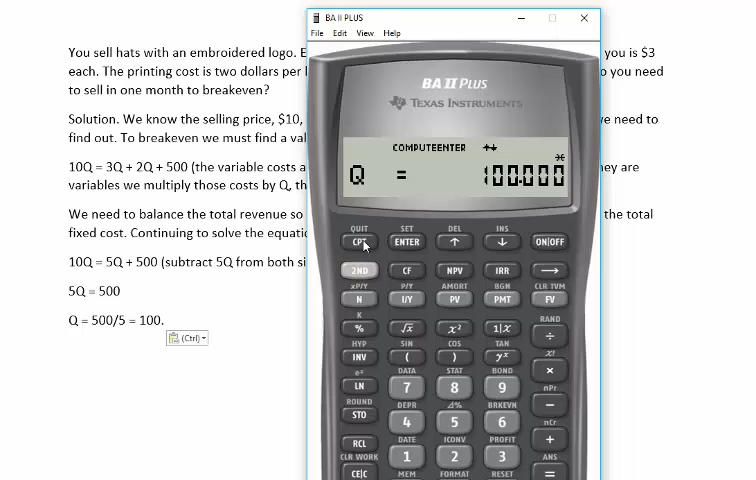 BA II PLUS
File Edit View Help
You sell hats with an embroidered logo. E
you is $3
each. The printing cost is two dollars per
o you need
to sell in one month to breakeven?
Solution. We know the selling price, $10,
we need to
find out. To breakeven we must find a val
10Q = 3Q + 2Q + 500 (the variable costs a
hey are
variables we multiply those costs by Q, th
We need to balance the total revenue so
the total
fixed cost. Continuing to solve the equati
10Q = 5Q + 500 (subtract 5Q from both si
5Q = 500
Q = 500/5 = 100.
(Ctrl)
BA II PLUS
TEXAS INSTRUMENTS
COMPUTE ENTER
Q = 100.000
QUIT SET DEL INS
CPT ENTER ↑ ↓ ON|OFF
2ND CF NPV IRR →
xP/Y P/Y AMORT BGN CLR TVM
N I/Y PV PMT FV
K RAND
% √x x² 1/X ÷
HYP SIN COS TAN x!
INV ( ) yˣ ×
eˣ DATA STAT BOND nPr
LN 7 8 9 −
ROUND DEPR Δ% BRKEVN nCr
STO 4 5 6 +
DATE ICONV PROFIT ANS
RCL 1 2 3 =
CLR WORK MEM FORMAT RESET
CE|C